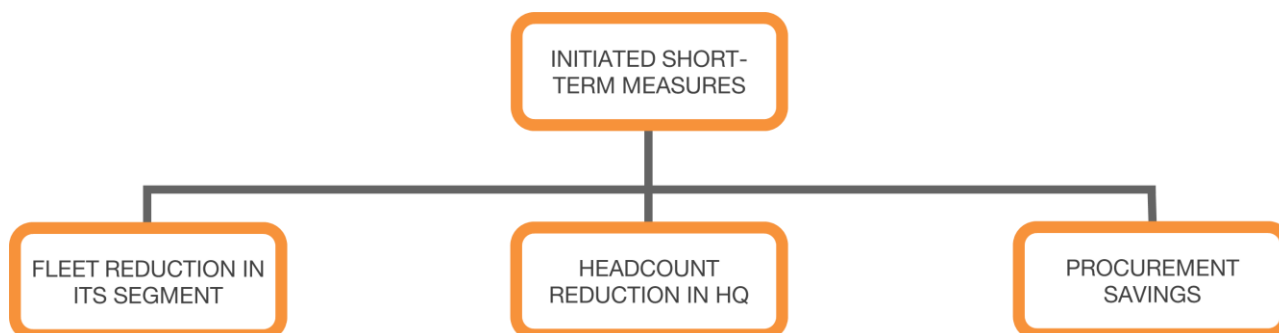 INITIATED SHORT-
TERM MEASURES
FLEET REDUCTION IN
ITS SEGMENT
HEADCOUNT
REDUCTION IN HQ
PROCUREMENT
SAVINGS